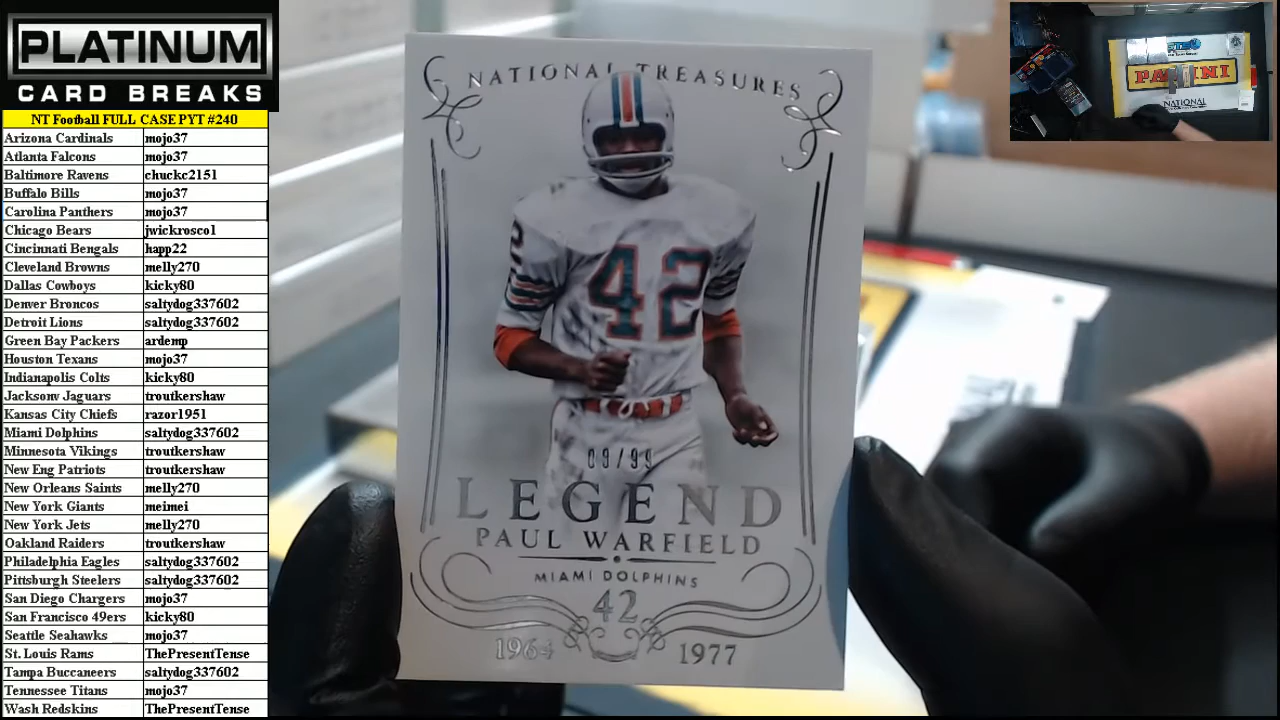 PLATINUM
CARD BREAKS
NT Football FULL CASE PYT #240
Arizona Cardinals mojo37
Atlanta Falcons mojo37
Baltimore Ravens chuckc2151
Buffalo Bills mojo37
Carolina Panthers mojo37
Chicago Bears jwickrosco1
Cincinnati Bengals happ22
Cleveland Browns melly270
Dallas Cowboys kicky80
Denver Broncos saltydog337602
Detroit Lions saltydog337602
Green Bay Packers ardemp
Houston Texans mojo37
Indianapolis Colts kicky80
Jacksonv Jaguars troutkershaw
Kansas City Chiefs razor1951
Miami Dolphins saltydog337602
Minnesota Vikings troutkershaw
New Eng Patriots troutkershaw
New Orleans Saints melly270
New York Giants meimei
New York Jets melly270
Oakland Raiders troutkershaw
Philadelphia Eagles saltydog337602
Pittsburgh Steelers saltydog337602
San Diego Chargers mojo37
San Francisco 49ers kicky80
Seattle Seahawks mojo37
St. Louis Rams ThePresentTense
Tampa Buccaneers saltydog337602
Tennessee Titans mojo37
Wash Redskins ThePresentTense
NATIONAL TREASURES
42
09/99
LEGEND
PAUL WARFIELD
MIAMI DOLPHINS
42
1964 1977
PANINI
NATIONAL